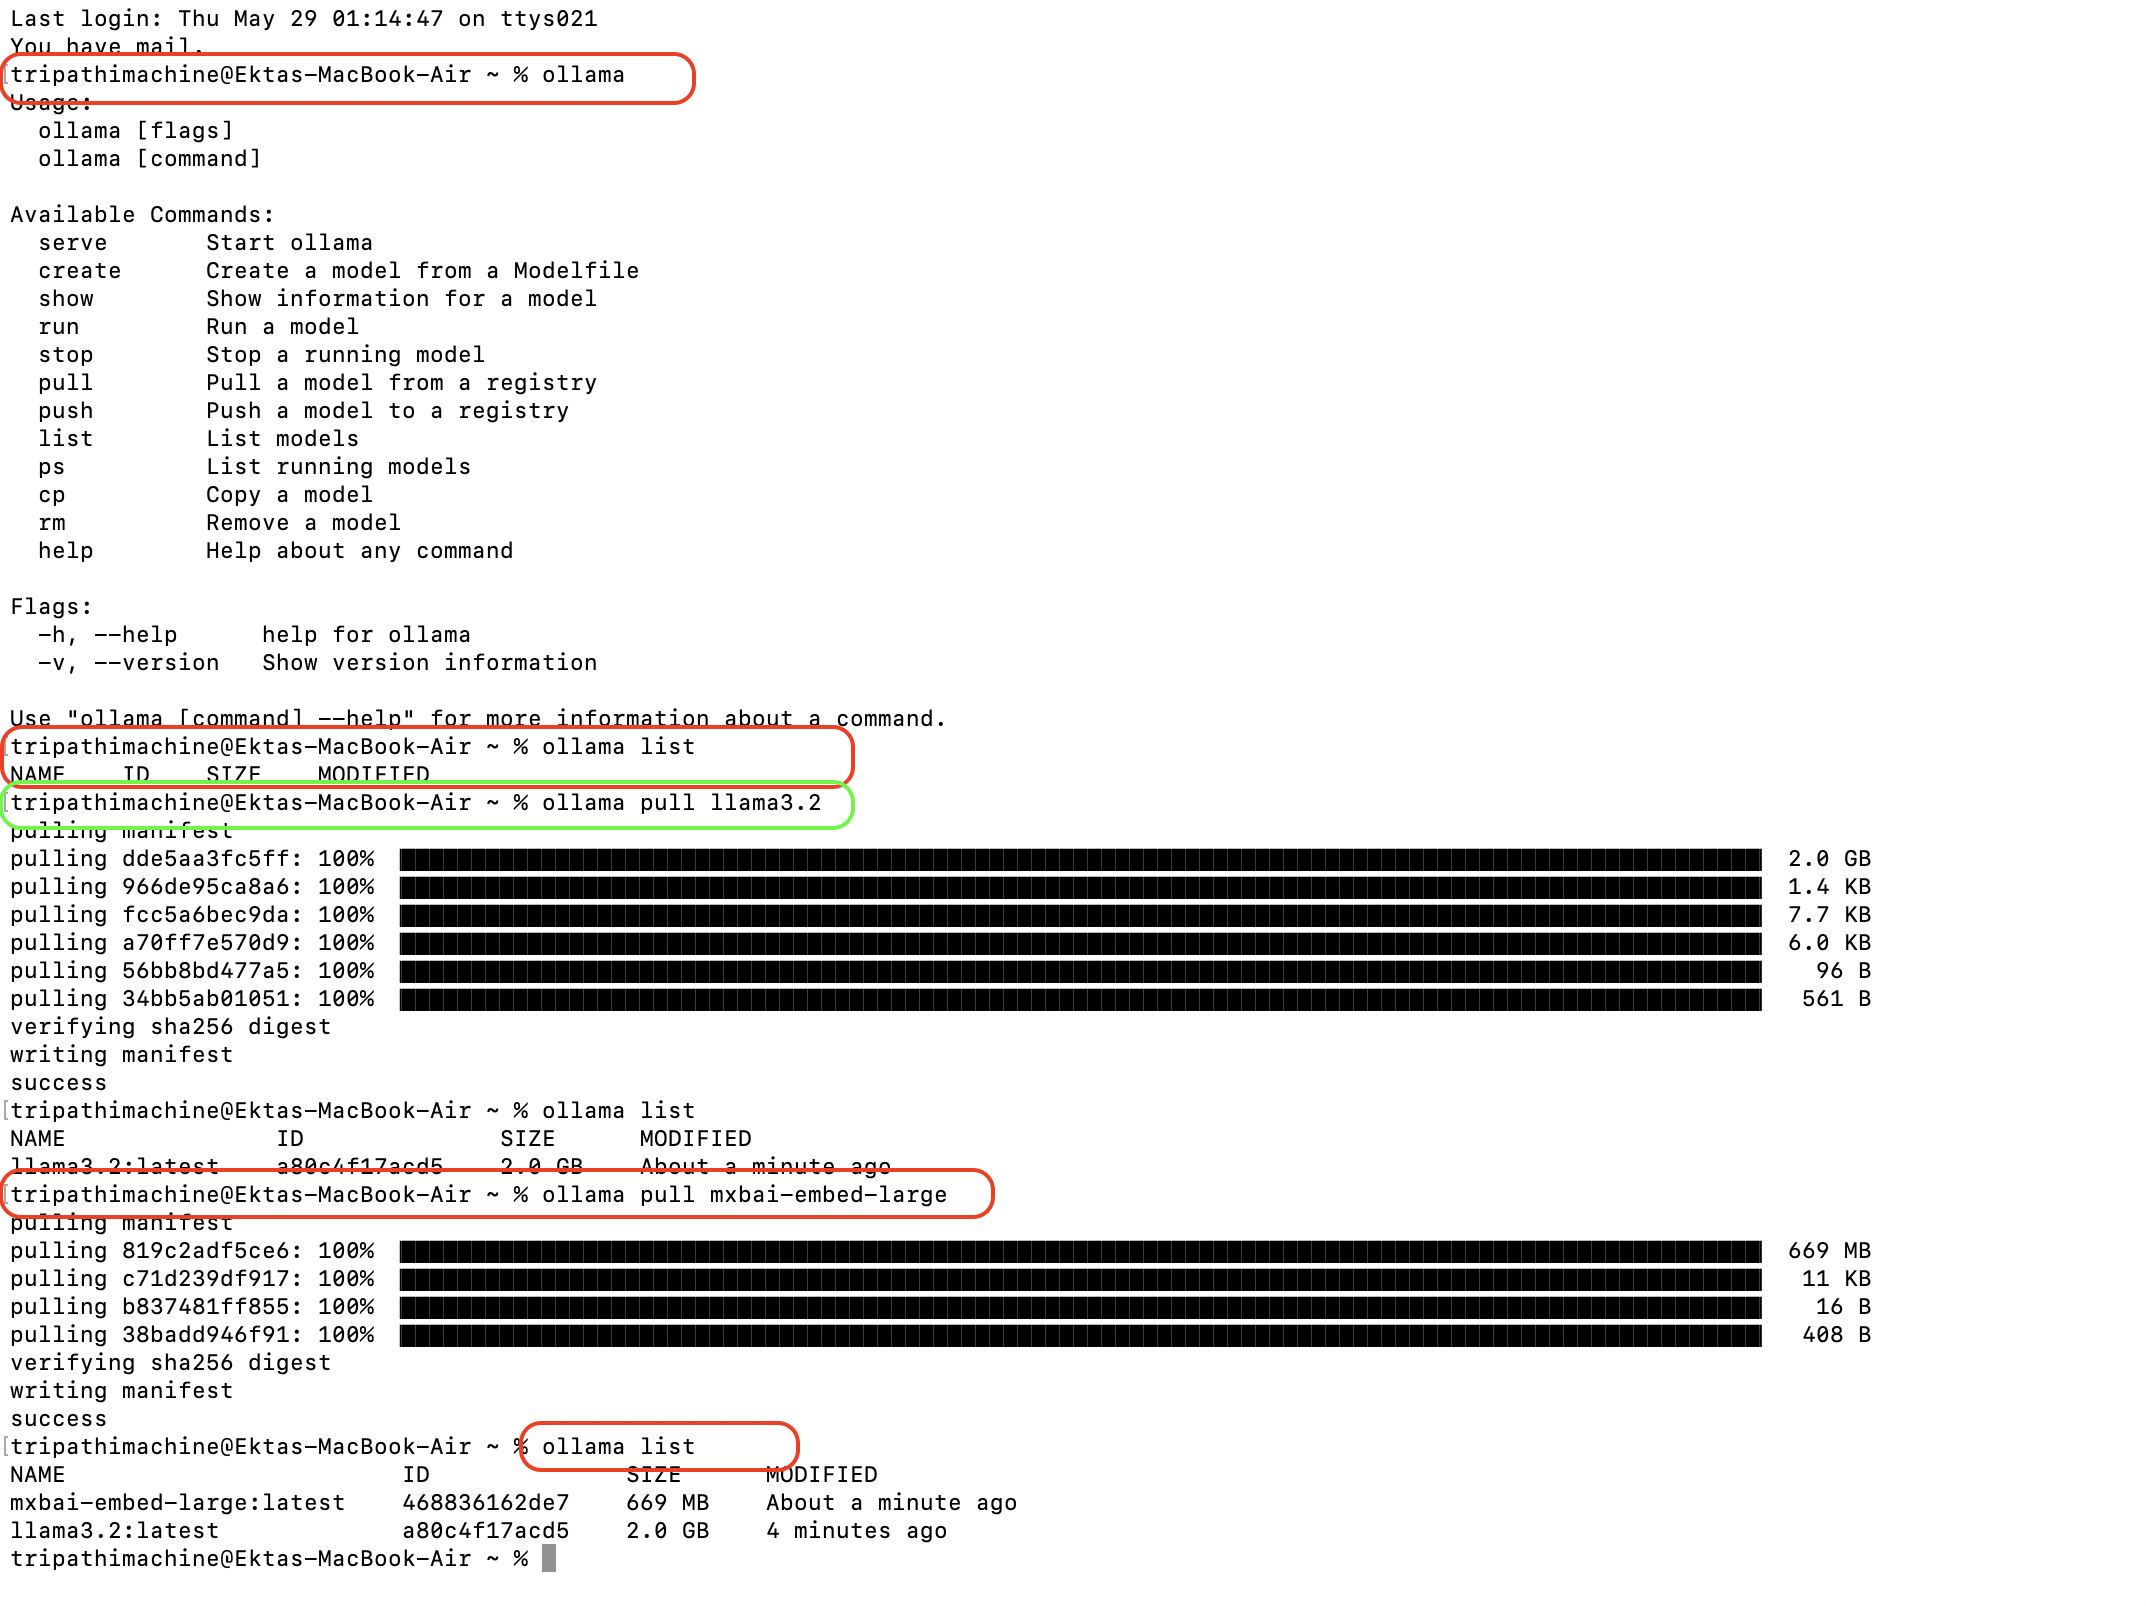 Last login: Thu May 29 01:14:47 on ttys021
You have mail.
[tripathimachine@Ektas-MacBook-Air ~ % ollama
Usage:
  ollama [flags]
  ollama [command]

Available Commands:
  serve       Start ollama
  create      Create a model from a Modelfile
  show        Show information for a model
  run         Run a model
  stop        Stop a running model
  pull        Pull a model from a registry
  push        Push a model to a registry
  list        List models
  ps          List running models
  cp          Copy a model
  rm          Remove a model
  help        Help about any command

Flags:
  -h, --help      help for ollama
  -v, --version   Show version information

Use "ollama [command] --help" for more information about a command.
[tripathimachine@Ektas-MacBook-Air ~ % ollama list
NAME    ID    SIZE    MODIFIED
[tripathimachine@Ektas-MacBook-Air ~ % ollama pull llama3.2
pulling manifest
pulling dde5aa3fc5ff: 100% 2.0 GB
pulling 966de95ca8a6: 100% 1.4 KB
pulling fcc5a6bec9da: 100% 7.7 KB
pulling a70ff7e570d9: 100% 6.0 KB
pulling 56bb8bd477a5: 100% 96 B
pulling 34bb5ab01051: 100% 561 B
verifying sha256 digest
writing manifest
success
[tripathimachine@Ektas-MacBook-Air ~ % ollama list
NAME               ID              SIZE      MODIFIED
llama3.2:latest    a80c4f17acd5    2.0 GB    About a minute ago
[tripathimachine@Ektas-MacBook-Air ~ % ollama pull mxbai-embed-large
pulling manifest
pulling 819c2adf5ce6: 100% 669 MB
pulling c71d239df917: 100% 11 KB
pulling b837481ff855: 100% 16 B
pulling 38badd946f91: 100% 408 B
verifying sha256 digest
writing manifest
success
[tripathimachine@Ektas-MacBook-Air ~ % ollama list
NAME                        ID              SIZE      MODIFIED
mxbai-embed-large:latest    468836162de7    669 MB    About a minute ago
llama3.2:latest             a80c4f17acd5    2.0 GB    4 minutes ago
tripathimachine@Ektas-MacBook-Air ~ %